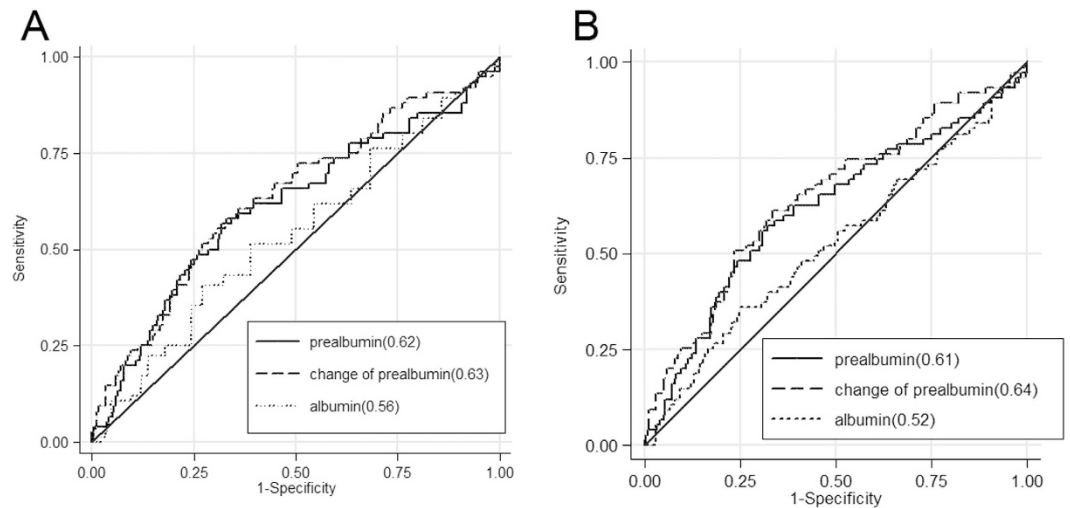 A
Sensitivity
1.00
0.75
0.50
0.25
0.00
prealbumin(0.62)
change of prealbumin(0.63)
albumin(0.56)
0.00 0.25 0.50 0.75 1.00
1-Specificity
B
Sensitivity
1.00
0.75
0.50
0.25
0.00
prealbumin(0.61)
change of prealbumin(0.64)
albumin(0.52)
0.00 0.25 0.50 0.75 1.00
1-Specificity